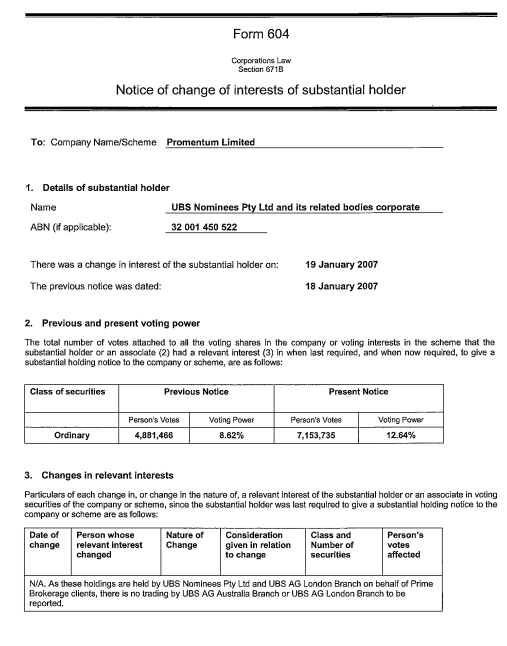 Form 604
Corporations Law
Section 671B
Notice of change of interests of substantial holder
To: Company Name/Scheme Promentum Limited
1. Details of substantial holder
Name UBS Nominees Pty Ltd and its related bodies corporate
ABN (if applicable): 32 001 450 522
There was a change in interest of the substantial holder on: 19 January 2007
The previous notice was dated: 18 January 2007
2. Previous and present voting power
The total number of votes attached to all the voting shares in the company or voting interests in the scheme that the
substantial holder or an associate (2) had a relevant interest (3) in when last required, and when now required, to give a
substantial holding notice to the company or scheme, are as follows:
Class of securities Previous Notice Present Notice
Person's Votes Voting Power Person's Votes Voting Power
Ordinary 4,881,466 8.62% 7,153,735 12.64%
3. Changes in relevant interests
Particulars of each change in, or change in the nature of, a relevant interest of the substantial holder or an associate in voting
securities of the company or scheme, since the substantial holder was last required to give a substantial holding notice to the
company or scheme are as follows:
Date of Person whose Nature of Consideration Class and Person's
change relevant interest Change given in relation Number of votes
changed to change securities affected
N/A. As these holdings are held by UBS Nominees Pty Ltd and UBS AG London Branch on behalf of Prime
Brokerage clients, there is no trading by UBS AG Australia Branch or UBS AG London Branch to be
reported.